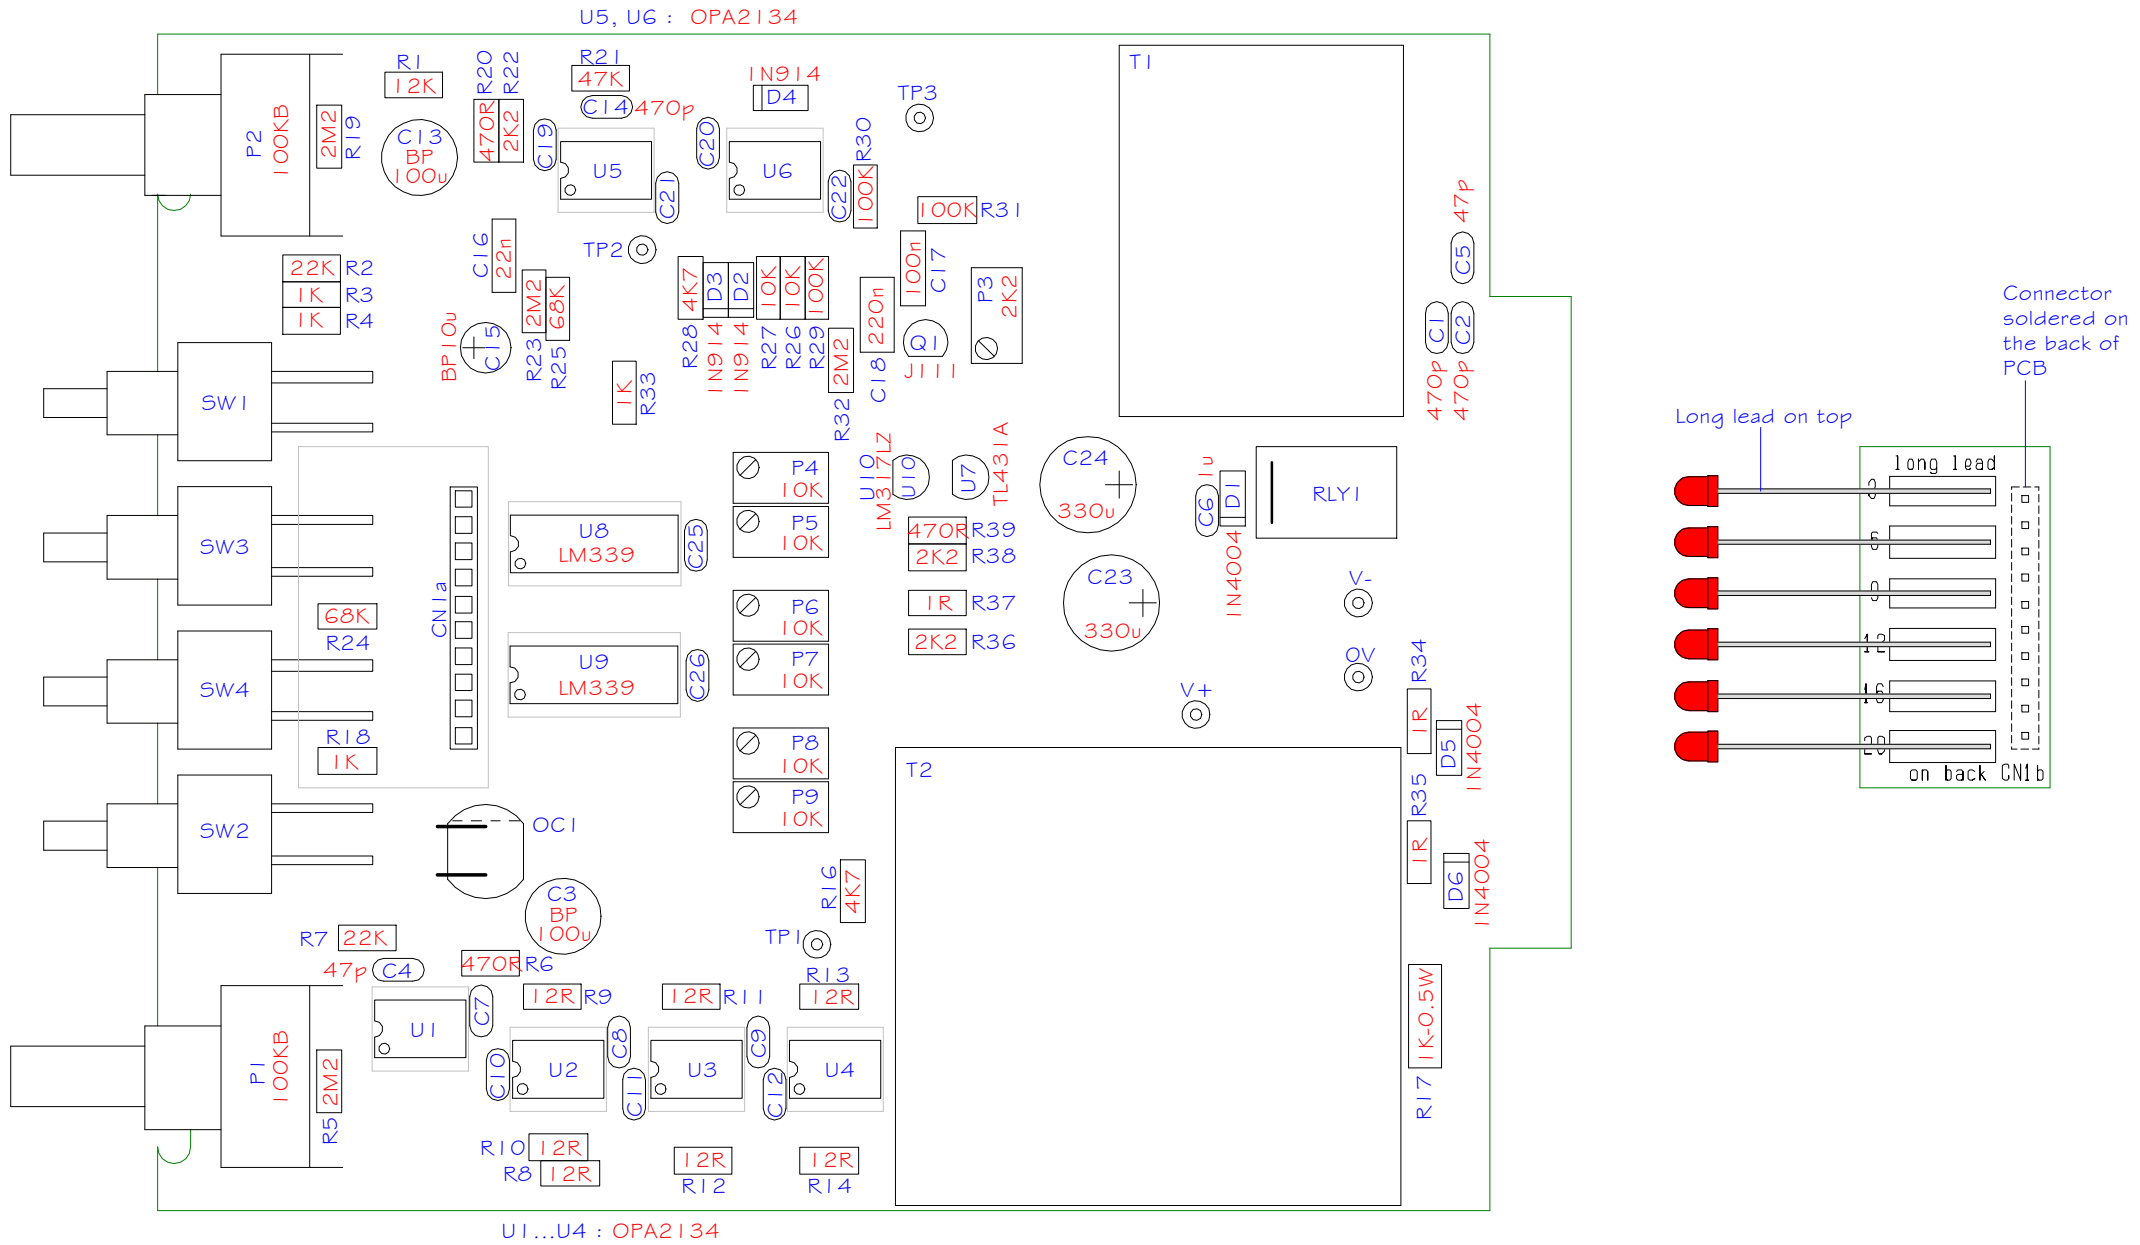 U5, U6 : OPA2134
R1
12K
R20
470R
R22
2K2
R21
47K
C14 470p
1N914
D4
TP3
T1
P2
100KB
2M2
R19
C13
BP
100u
C19
U5
C21
C20
U6
C22
R30
100K
100K R31
47p
C5
C16
22n
TP2
22K R2
1K R3
1K R4
BP10u
C15
2M2
R23
68K
R25
4K7
R28
D3
1N914
D2
1N914
10K
R27
10K
R26
100K
R29
2M2
R32
220n
C18
100n
C17
Q1
J111
P3
2K2
C1
470p
C2
470p
1K
R33
SW1
SW3
SW4
SW2
CN1a
68K
R24
R18
1K
U8
LM339
C25
U9
LM339
C26
P4
10K
P5
10K
P6
10K
P7
10K
P8
10K
P9
10K
U10
LM317LZ
U10
U7
TL431A
470R R39
2K2 R38
1R R37
2K2 R36
C24
330u
C23
330u
1u
C6
D1
1N4004
RLY1
V-
0V
V+
R34
1R
D5
1N4004
R35
1R
D6
1N4004
T2
OC1
C3
BP
100u
R16
4K7
TP1
R7 22K
47p C4
470R R6
12R R9
12R R11
R13
12R
P1
100KB
R5
2M2
U1
C7
C10
U2
C8
C11
U3
C9
C12
U4
R10 12R
R8 12R
12R
R12
12R
R14
1K-0.5W
R17
U1...U4 : OPA2134
Connector
soldered on
the back of
PCB
Long lead on top
long lead
12
16
20
on back CN1b